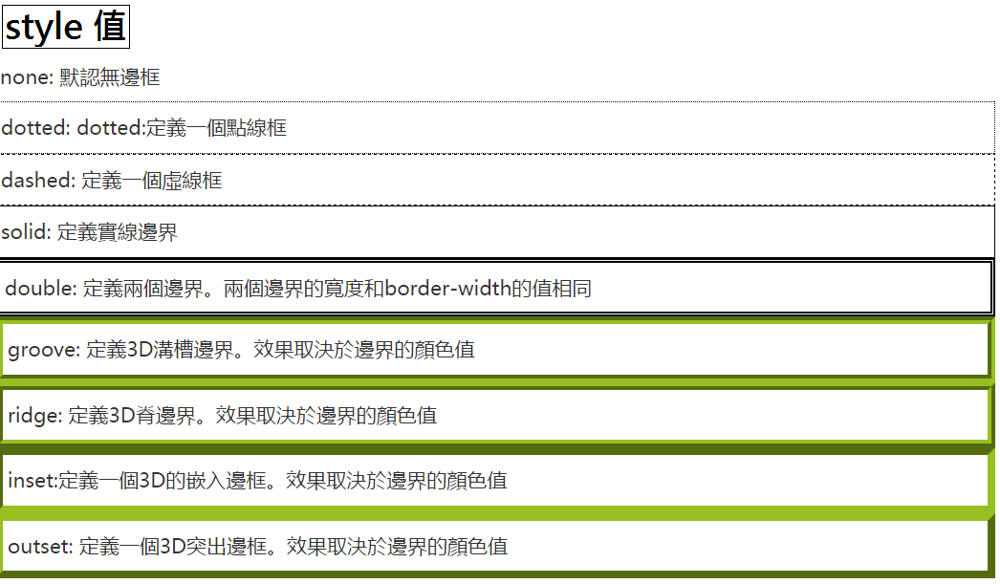 style 值
none: 默認無邊框
dotted: dotted:定義一個點線框
dashed: 定義一個虛線框
solid: 定義實線邊界
double: 定義兩個邊界。兩個邊界的寬度和border-width的值相同
groove: 定義3D溝槽邊界。效果取決於邊界的顏色值
ridge: 定義3D脊邊界。效果取決於邊界的顏色值
inset:定義一個3D的嵌入邊框。效果取決於邊界的顏色值
outset: 定義一個3D突出邊框。效果取決於邊界的顏色值